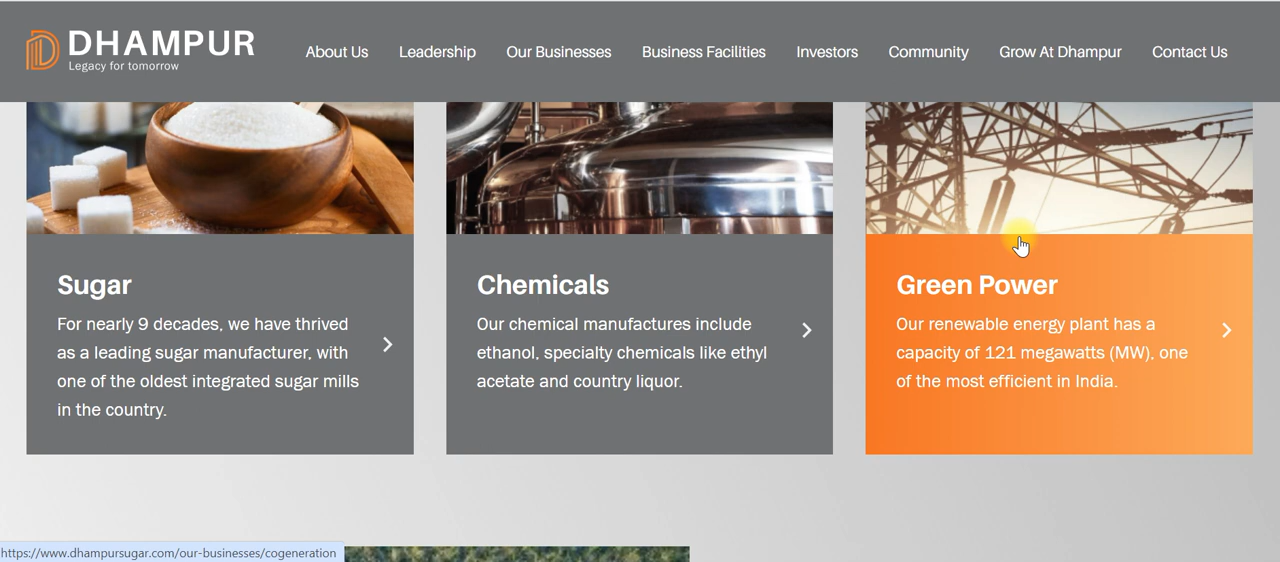 DHAMPUR
Legacy for tomorrow
About Us Leadership Our Businesses Business Facilities Investors Community Grow At Dhampur Contact Us
Sugar
For nearly 9 decades, we have thrived
as a leading sugar manufacturer, with
one of the oldest integrated sugar mills
in the country.
Chemicals
Our chemical manufactures include
ethanol, specialty chemicals like ethyl
acetate and country liquor.
Green Power
Our renewable energy plant has a
capacity of 121 megawatts (MW), one
of the most efficient in India.
https://www.dhampursugar.com/our-businesses/cogeneration